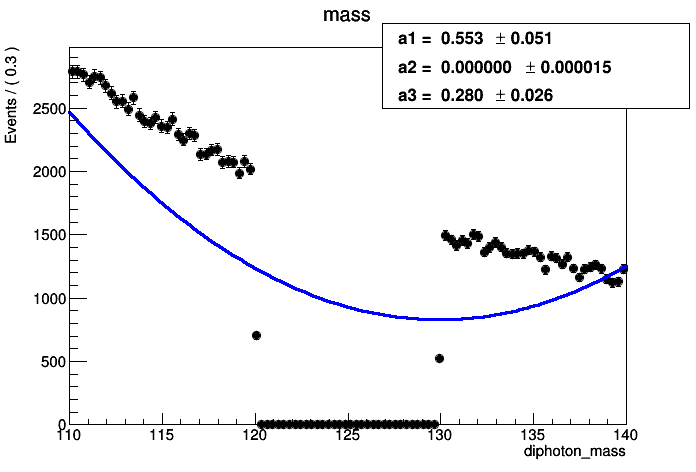 mass
a1 = 0.553 ± 0.051
a2 = 0.000000 ± 0.000015
a3 = 0.280 ± 0.026
Events / ( 0.3 )
2500
2000
1500
1000
500
0
110 115 120 125 130 135 140
diphoton_mass